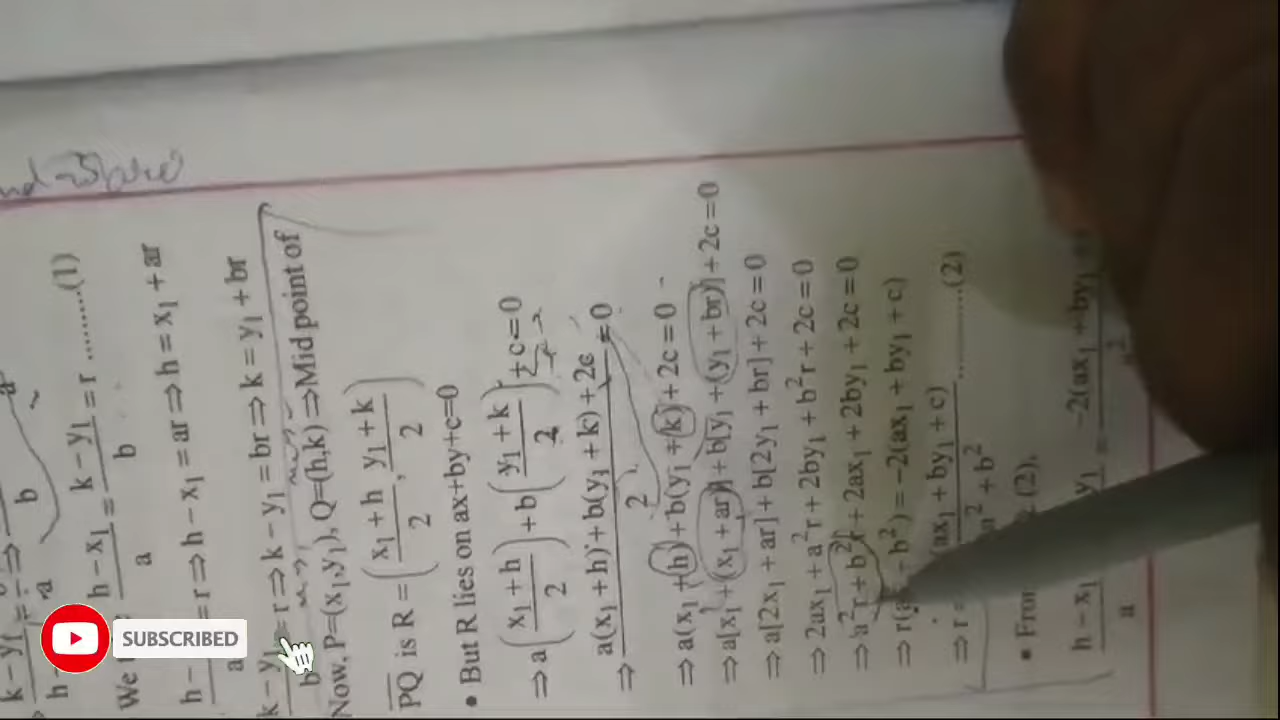 k − y₁
h −
a
b
a
We
h − x₁/a = k − y₁/b = r ........(1)
h − = r ⇒ h − x₁ = ar ⇒ h = x₁ + ar
a
k − y₁/b = r ⇒ k − y₁ = br ⇒ k = y₁ + br
Now, P=(x₁,y₁), Q=(h,k) ⇒ Mid point of
PQ is R = (x₁ + h/2, y₁ + k/2)
• But R lies on ax+by+c=0
⇒ a(x₁ + h/2) + b(y₁ + k/2) + c = 0
⇒ a(x₁ + h) + b(y₁ + k) + 2c/2 = 0
⇒ a(x₁ + h) + b(y₁ + k) + 2c = 0
⇒ a[x₁ + (x₁ + ar)] + b[y₁ + (y₁ + br)] + 2c = 0
⇒ a[2x₁ + ar] + b[2y₁ + br] + 2c = 0
⇒ 2ax₁ + a²r + 2by₁ + b²r + 2c = 0
⇒ a²r + b²r + 2ax₁ + 2by₁ + 2c = 0
⇒ r( b²) = −2(ax₁ + by₁ + c)
⇒ r = (ax₁ + by₁ + c)/a² + b² ............(2)
• (2),
h − x₁/a = y₁ = −2(ax₁ + by₁
SUBSCRIBED